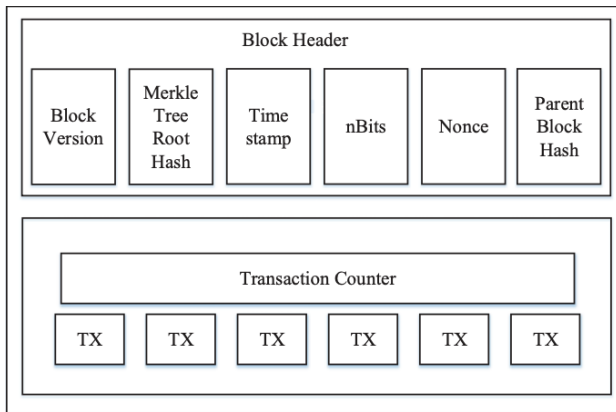 Block Header
Block
Version
Merkle
Tree
Root
Hash
Time
stamp
nBits
Nonce
Parent
Block
Hash
Transaction Counter
TX
TX
TX
TX
TX
TX